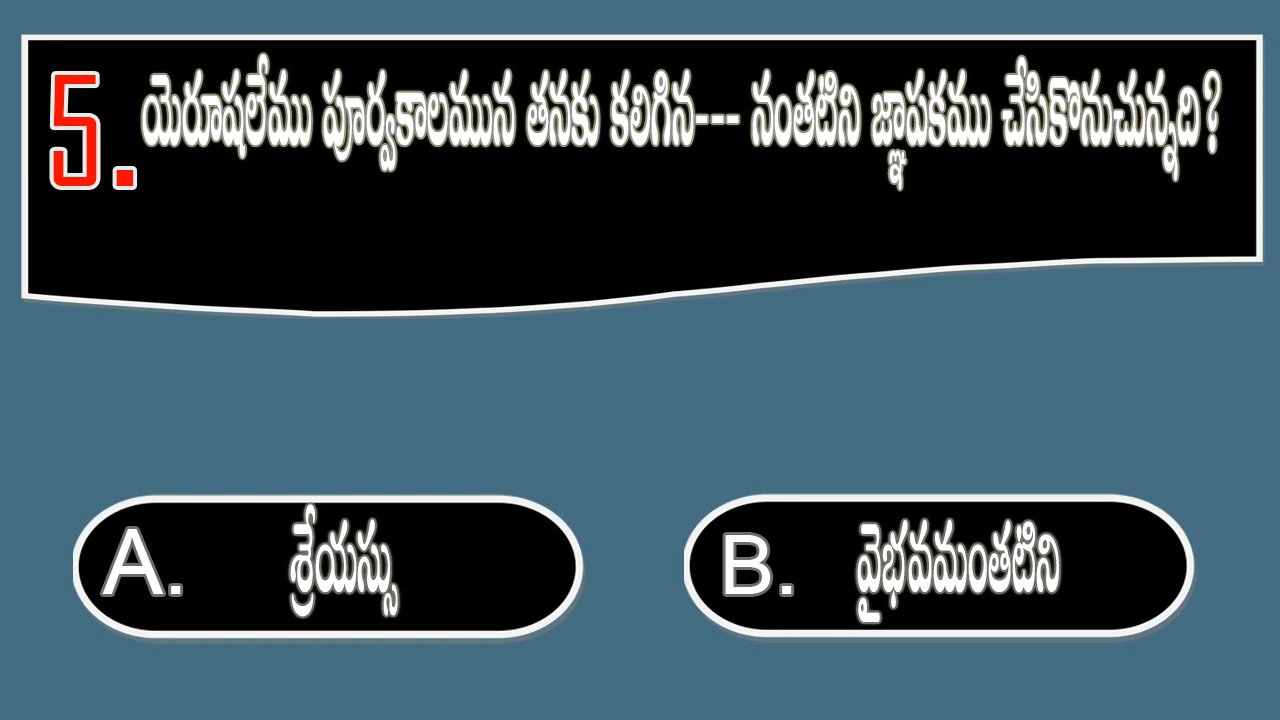 5. యెరూషలేము పూర్వకాలమున తనకు కలిగిన--- నంతటిని జ్ఞాపకము చేసికొనుచున్నది?
A. శ్రేయస్సు
B. వైభవమంతటిని